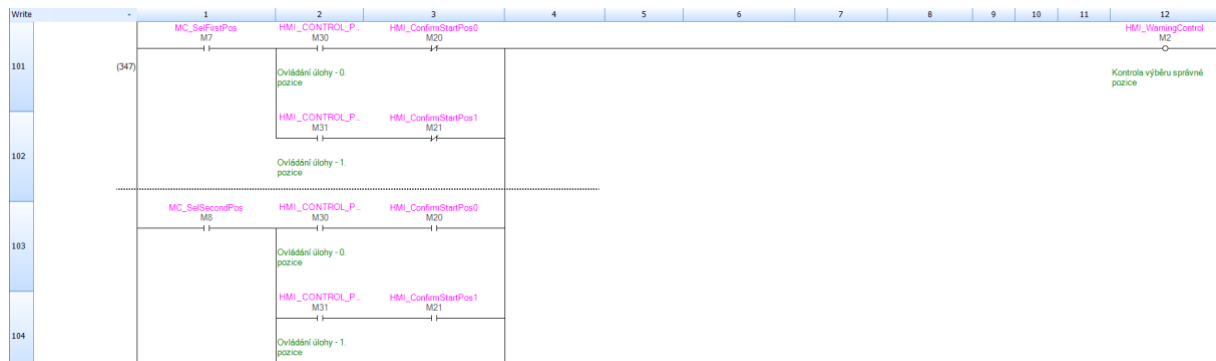 Write 1 2 3 4 5 6 7 8 9 10 11 12
MC_SelFirstPos HMI_CONTROL_P... HMI_ConfirmStartPos0 HMI_WarningControl
M7 M30 M20 M2
101 (347)
Ovládání úlohy - 0. Kontrola výběru správné
pozice pozice
HMI_CONTROL_P... HMI_ConfirmStartPos1
M31 M21
102
Ovládání úlohy - 1.
pozice
MC_SelSecondPos HMI_CONTROL_P... HMI_ConfirmStartPos0
M8 M30 M20
103
Ovládání úlohy - 0.
pozice
HMI_CONTROL_P... HMI_ConfirmStartPos1
M31 M21
104
Ovládání úlohy - 1.
pozice